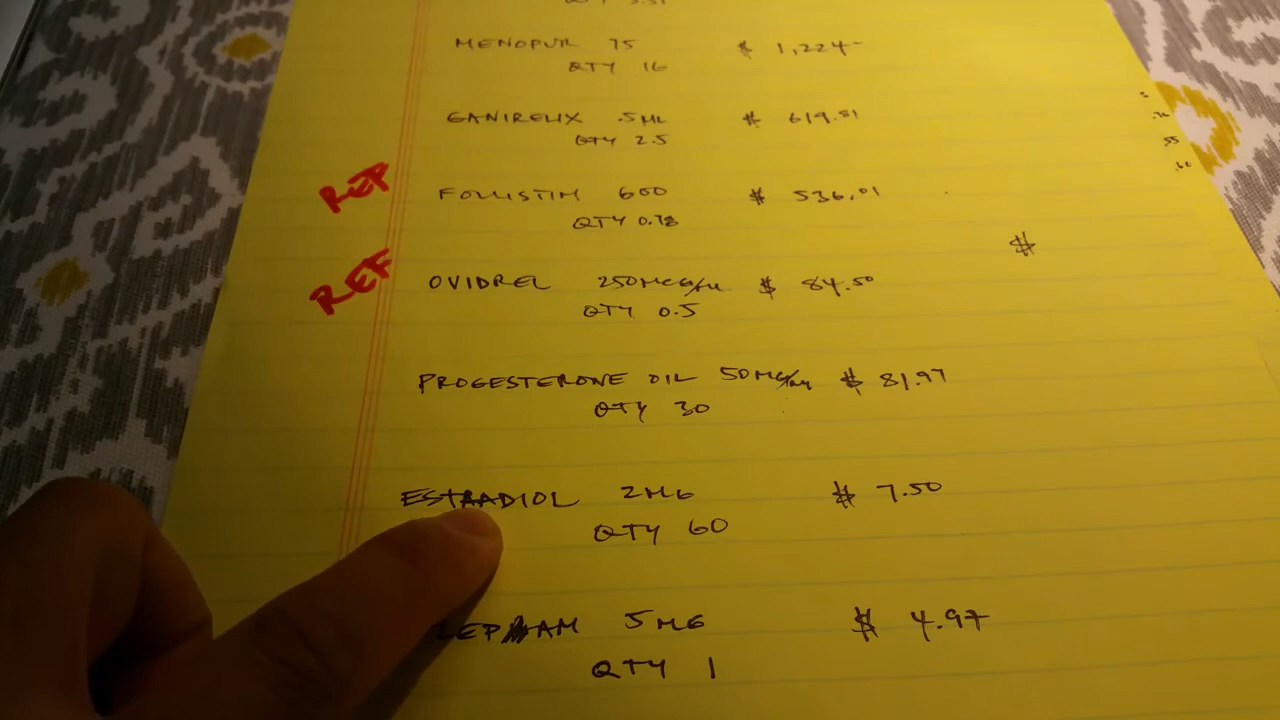 MENOPUR 75 $ 1,224-
QTY 16
GANIRELIX .5ML $ 619.81
QTY 2.5
REF FOLLISTIM 600 $ 536.01
QTY 0.78
$
REF OVIDREL 250MCG/ML $ 84.50
QTY 0.5
PROGESTERONE OIL 50MG/ML $ 81.97
QTY 30
ESTRADIOL 2MG $ 7.50
QTY 60
5MG $ 4.97
QTY 1